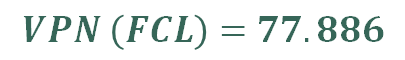 VPN (FCL) = 77.886